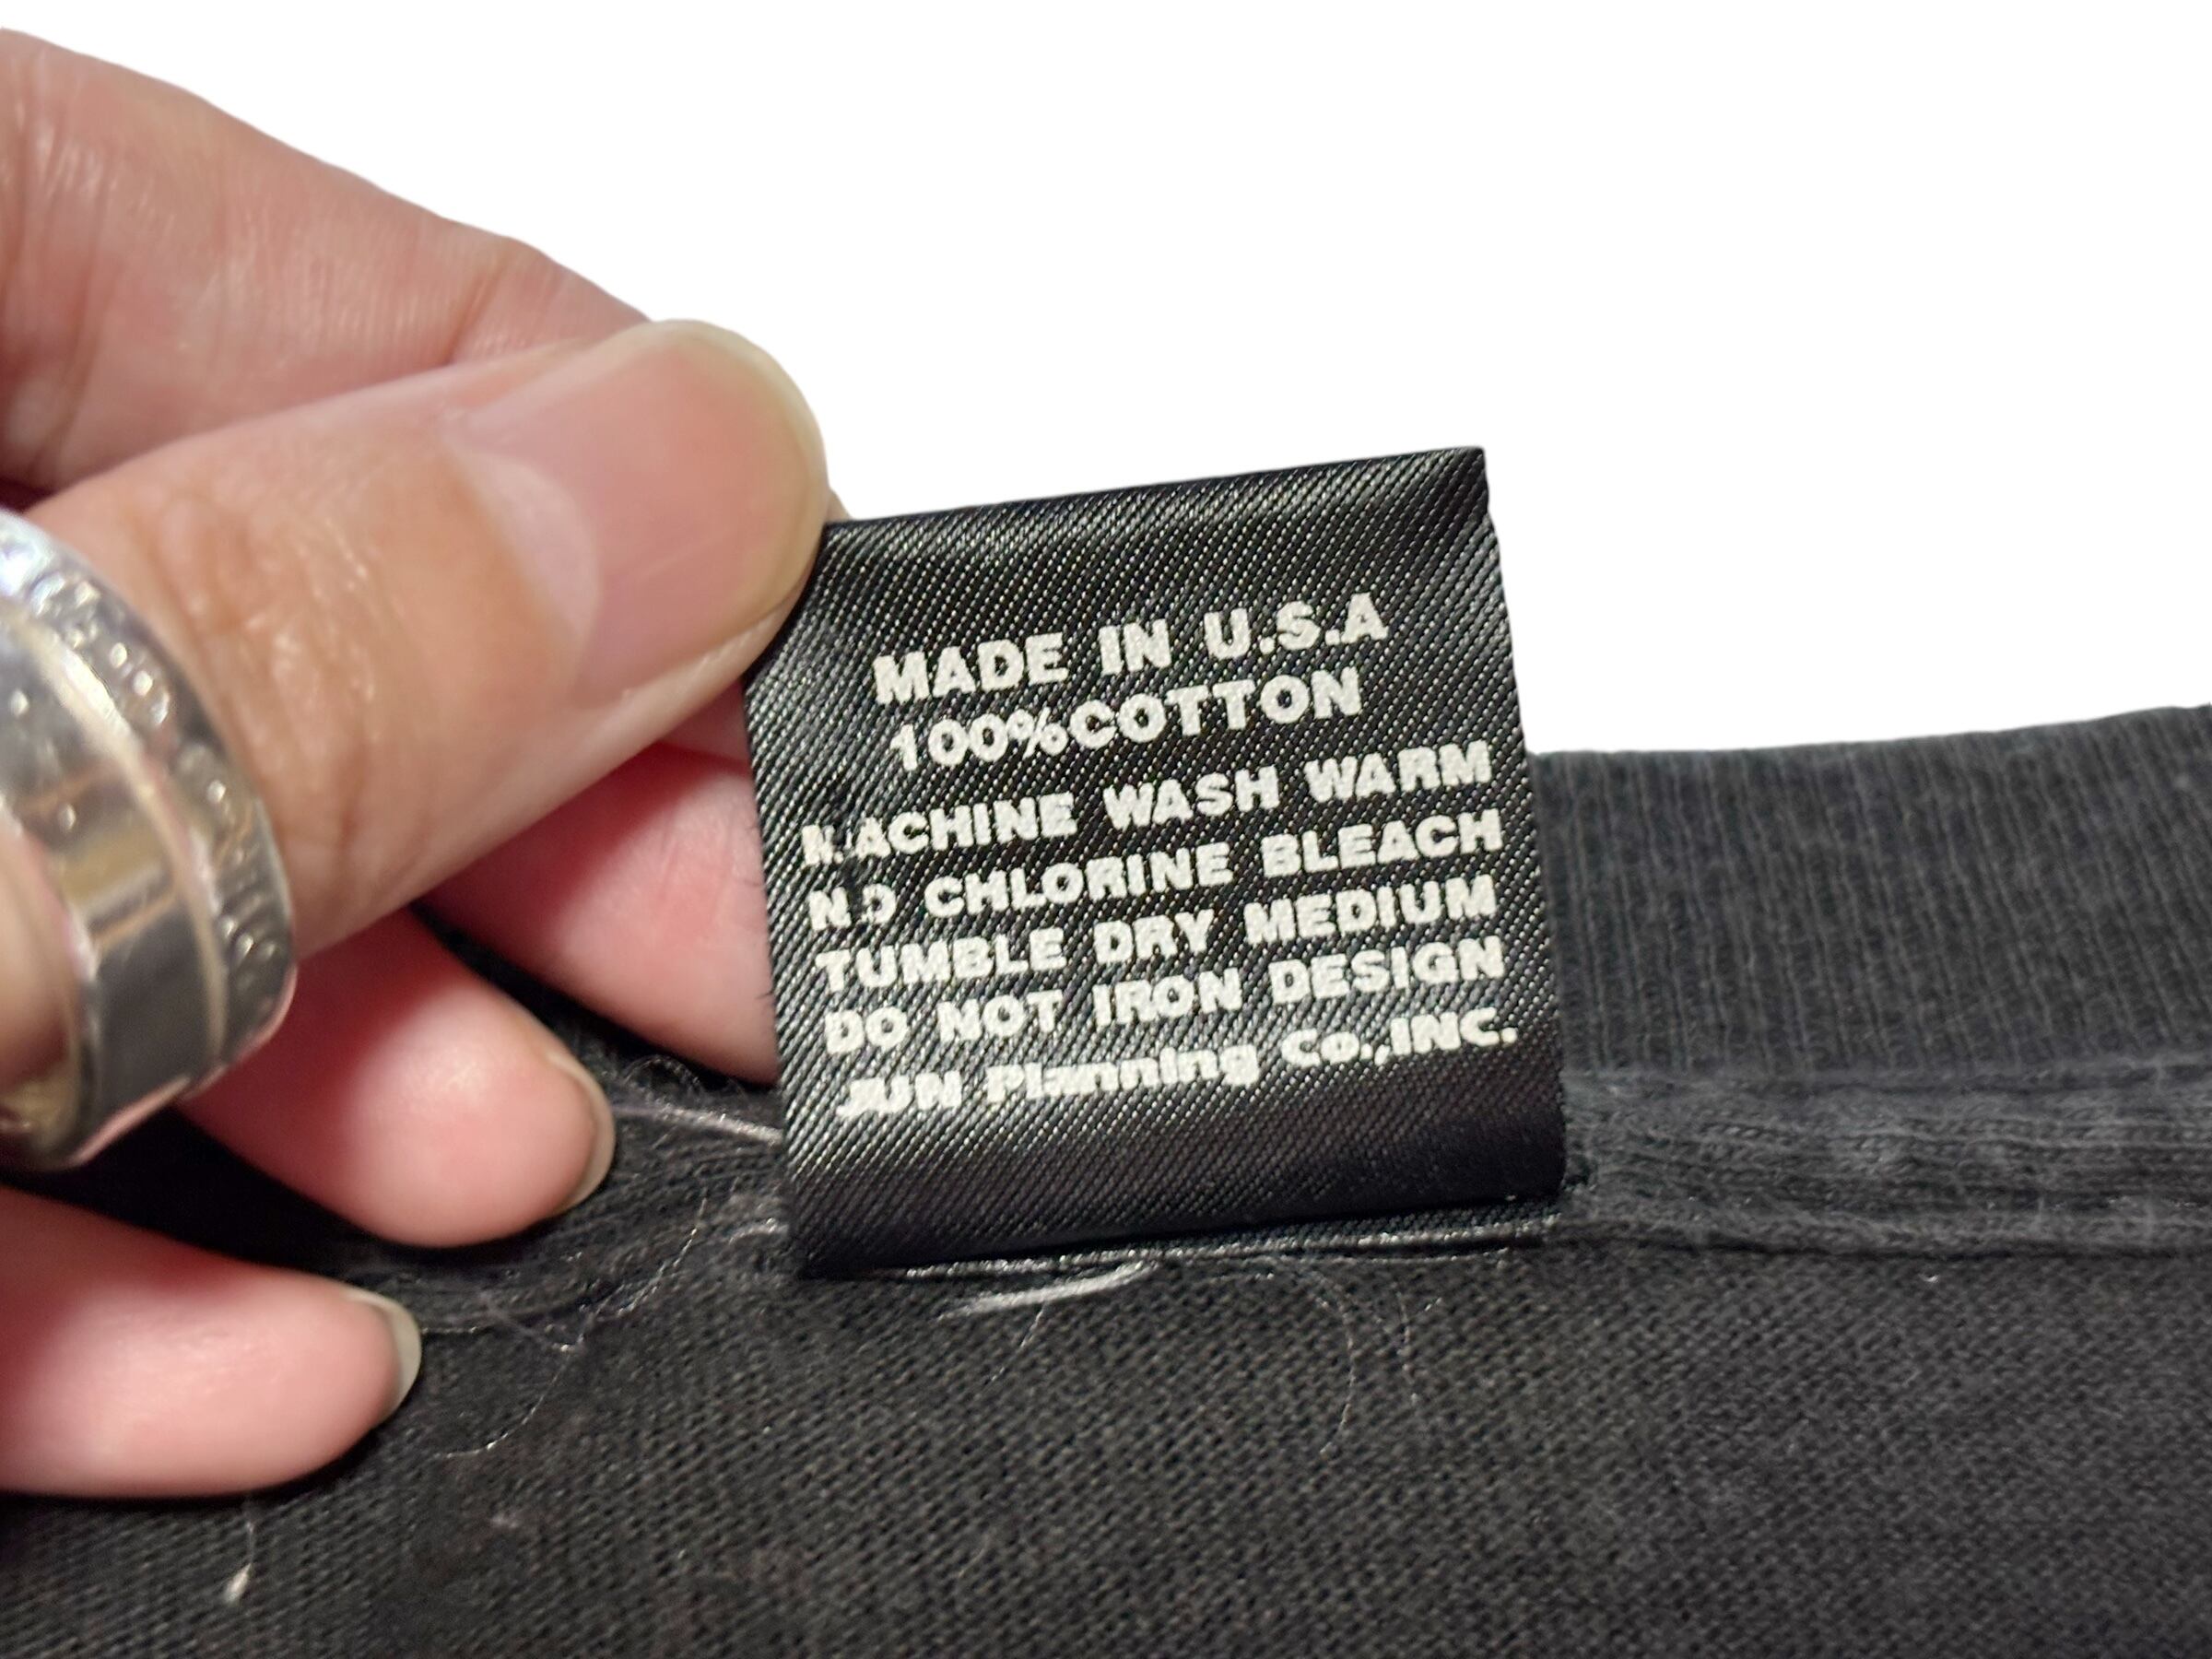 MADE IN U.S.A
100%COTTON
MACHINE WASH WARM
NO CHLORINE BLEACH
TUMBLE DRY MEDIUM
DO NOT IRON DESIGN
JUN Planning Co.,INC.